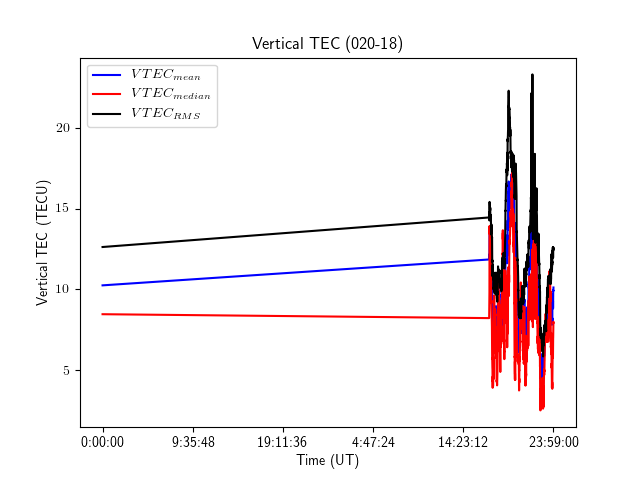 Vertical TEC (020-18)
VTEC_mean
VTEC_median
VTEC_RMS
Vertical TEC (TECU)
20
15
10
5
0:00:00 9:35:48 19:11:36 4:47:24 14:23:12 23:59:00
Time (UT)